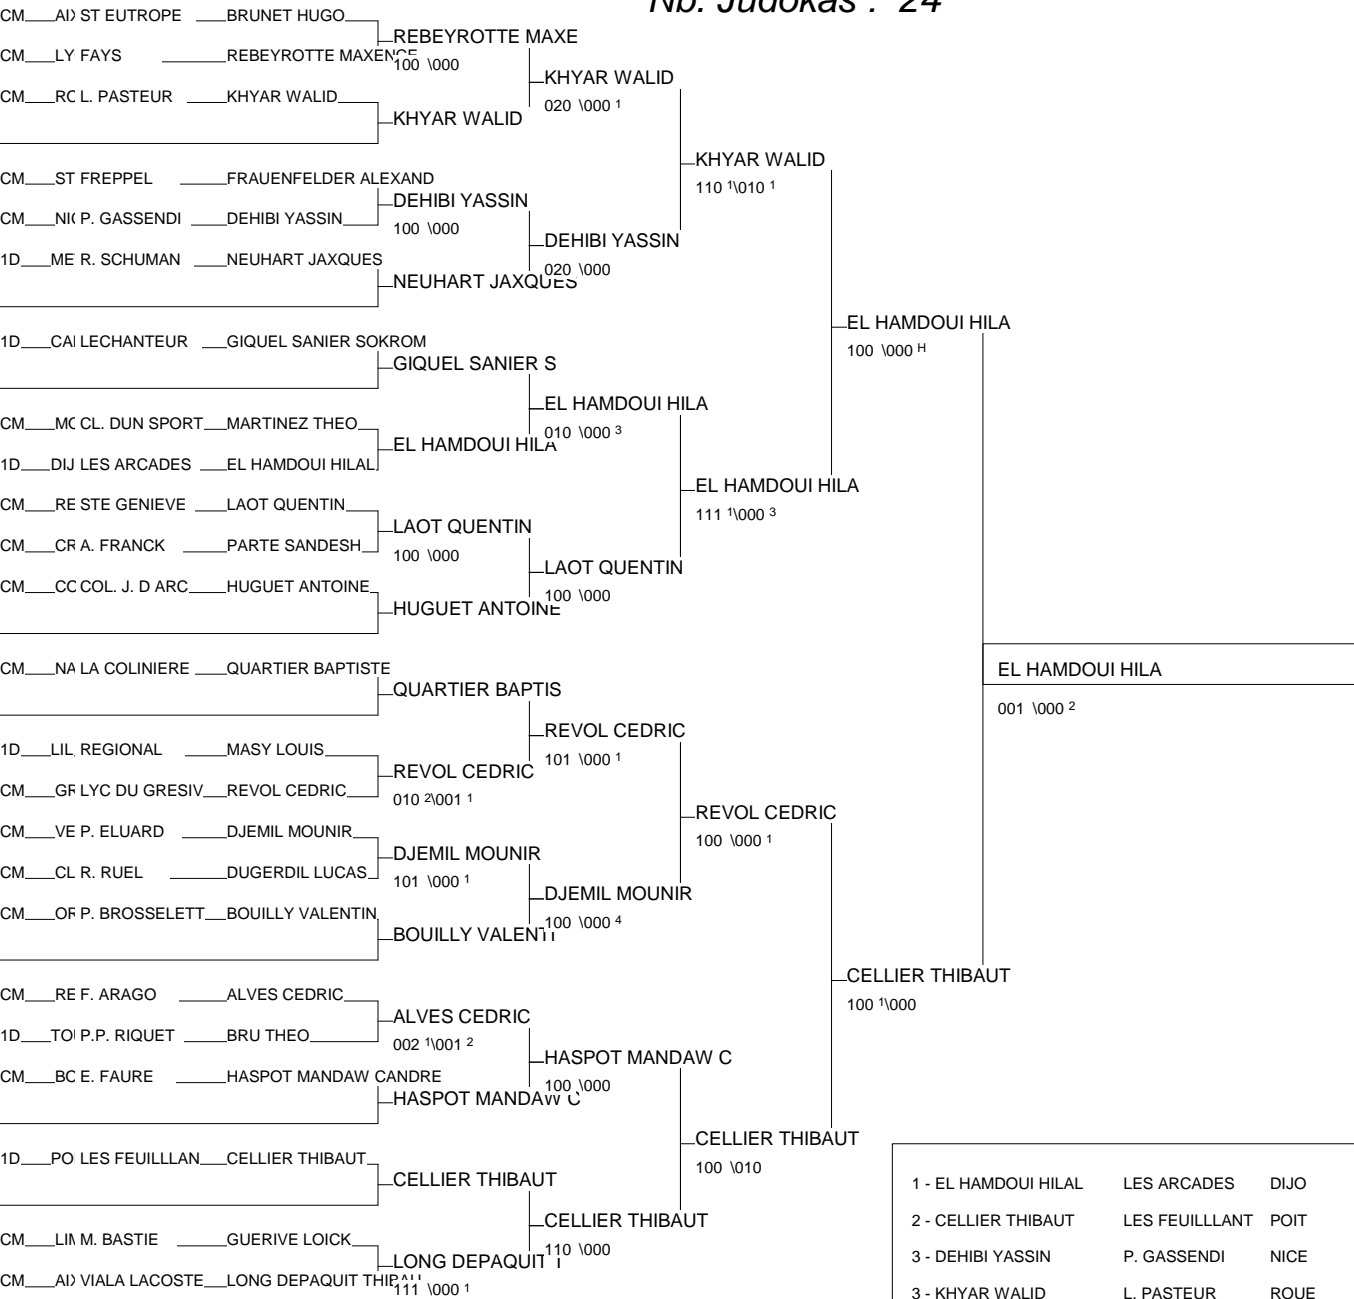 Nb. Judokas : 24
CM AIX ST EUTROPE BRUNET HUGO
REBEYROTTE MAXE
CM LY FAYS REBEYROTTE MAXENCE
100 \000
KHYAR WALID
CM RO L. PASTEUR KHYAR WALID
020 \000 1
KHYAR WALID
KHYAR WALID
110 1\010 1
CM ST FREPPEL FRAUENFELDER ALEXAND
DEHIBI YASSIN
CM NIC P. GASSENDI DEHIBI YASSIN
100 \000
DEHIBI YASSIN
1D ME R. SCHUMAN NEUHART JAXQUES
020 \000
NEUHART JAXQUES
EL HAMDOUI HILA
100 \000 H
1D CAI LECHANTEUR GIQUEL SANIER SOKROM
GIQUEL SANIER S
EL HAMDOUI HILA
010 \000 3
CM MO CL. DUN SPORT MARTINEZ THEO
EL HAMDOUI HILA
1D DIJ LES ARCADES EL HAMDOUI HILAL
EL HAMDOUI HILA
111 1\000 3
CM RE STE GENIEVE LAOT QUENTIN
LAOT QUENTIN
CM CR A. FRANCK PARTE SANDESH
100 \000
LAOT QUENTIN
CM CO COL. J. D ARC HUGUET ANTOINE
100 \000
HUGUET ANTOINE
CM NA LA COLINIERE QUARTIER BAPTISTE
EL HAMDOUI HILA
001 \000 2
QUARTIER BAPTIS
REVOL CEDRIC
1D LIL REGIONAL MASY LOUIS
101 \000 1
REVOL CEDRIC
CM GR LYC DU GRESIV REVOL CEDRIC
010 2\001 1
REVOL CEDRIC
100 \000 1
CM VE P. ELUARD DJEMIL MOUNIR
DJEMIL MOUNIR
CM CL R. RUEL DUGERDIL LUCAS
101 \000 1
DJEMIL MOUNIR
CM OR P. BROSSELETT BOUILLY VALENTIN
100 \000 4
BOUILLY VALENTI
CELLIER THIBAUT
100 1\000
CM RE F. ARAGO ALVES CEDRIC
ALVES CEDRIC
1D TOU P.P. RIQUET BRU THEO
002 1\001 2
HASPOT MANDAW C
CM BO E. FAURE HASPOT MANDAW CANDRE
100 \000
HASPOT MANDAW C
CELLIER THIBAUT
100 \010
1D PO LES FEUILLLAN CELLIER THIBAUT
CELLIER THIBAUT
CELLIER THIBAUT
CM LIM M. BASTIE GUERIVE LOICK
110 \000
LONG DEPAQUIT T
CM AIX VIALA LACOSTE LONG DEPAQUIT THIBAU
111 \000 1
1 - EL HAMDOUI HILAL LES ARCADES DIJO
2 - CELLIER THIBAUT LES FEUILLLANT POIT
3 - DEHIBI YASSIN P. GASSENDI NICE
3 - KHYAR WALID L. PASTEUR ROUE